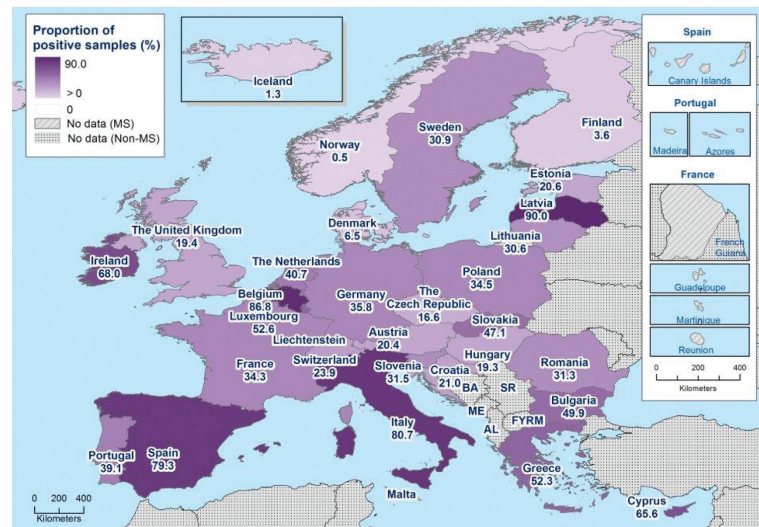 Proportion of
positive samples (%)
90.0
> 0
0
No data (MS)
No data (Non-MS)
Iceland
1.3
Spain
Canary Islands
Portugal
Madeira
Azores
France
French
Guiana
Guadeloupe
Martinique
Reunion
0 200 400
Kilometers
Norway
0.5
Sweden
30.9
Finland
3.6
Estonia
20.6
Latvia
90.0
Lithuania
30.6
Denmark
6.5
The United Kingdom
19.4
Ireland
68.0
The Netherlands
40.7
Belgium
86.8
Luxembourg
52.6
Germany
35.8
Poland
34.5
The
Czech Republic
16.6
Slovakia
47.1
Liechtenstein
Austria
20.4
Switzerland
23.9
France
34.3
Slovenia
31.5
Croatia
21.0
Hungary
19.3
Romania
31.3
BA
SR
ME
AL
FYRM
Bulgaria
49.9
Italy
80.7
Portugal
39.1
Spain
79.3
Greece
52.3
Malta
Cyprus
65.6
0 200 400
Kilometers